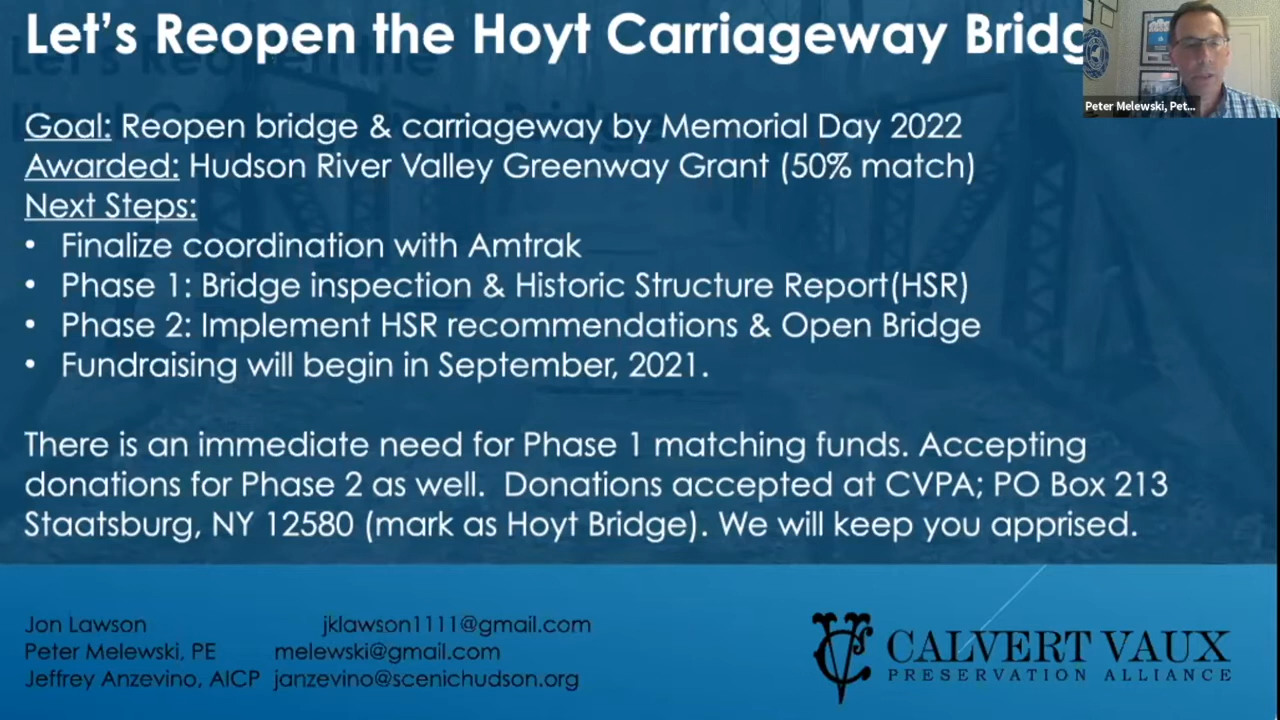 Let's Reopen the Hoyt Carriageway Bridg
Peter Melewski, Pet...
Goal: Reopen bridge & carriageway by Memorial Day 2022
Awarded: Hudson River Valley Greenway Grant (50% match)
Next Steps:
• Finalize coordination with Amtrak
• Phase 1: Bridge inspection & Historic Structure Report(HSR)
• Phase 2: Implement HSR recommendations & Open Bridge
• Fundraising will begin in September, 2021.
There is an immediate need for Phase 1 matching funds. Accepting
donations for Phase 2 as well.  Donations accepted at CVPA; PO Box 213
Staatsburg, NY 12580 (mark as Hoyt Bridge). We will keep you apprised.
Jon Lawson jklawson1111@gmail.com
Peter Melewski, PE melewski@gmail.com
Jeffrey Anzevino, AICP janzevino@scenichudson.org
CALVERT VAUX
PRESERVATION ALLIANCE